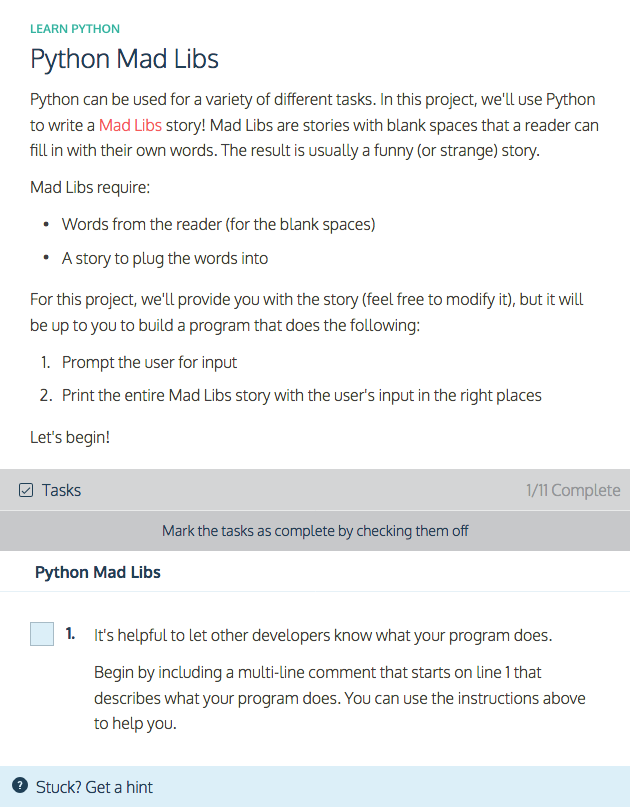 LEARN PYTHON
Python Mad Libs
Python can be used for a variety of different tasks. In this project, we'll use Python
to write a Mad Libs story! Mad Libs are stories with blank spaces that a reader can
fill in with their own words. The result is usually a funny (or strange) story.
Mad Libs require:
• Words from the reader (for the blank spaces)
• A story to plug the words into
For this project, we'll provide you with the story (feel free to modify it), but it will
be up to you to build a program that does the following:
1. Prompt the user for input
2. Print the entire Mad Libs story with the user's input in the right places
Let's begin!
Tasks 1/11 Complete
Mark the tasks as complete by checking them off
Python Mad Libs
1. It's helpful to let other developers know what your program does.
Begin by including a multi-line comment that starts on line 1 that
describes what your program does. You can use the instructions above
to help you.
? Stuck? Get a hint